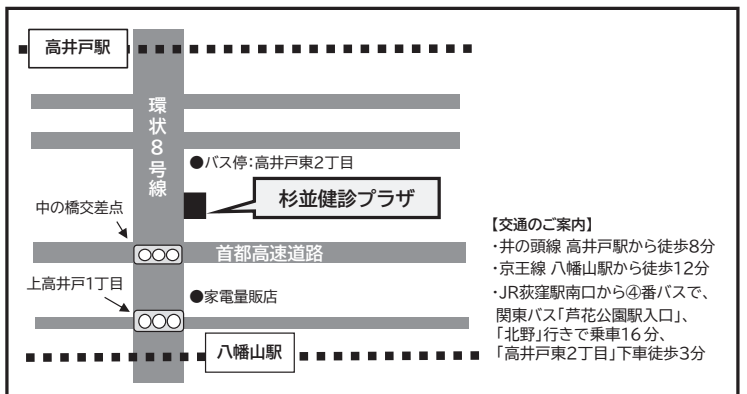 高井戸駅
環状8号線
●バス停:高井戸東2丁目
杉並健診プラザ
中の橋交差点
首都高速道路
上高井戸1丁目
●家電量販店
八幡山駅
【交通のご案内】
・井の頭線 高井戸駅から徒歩8分
・京王線 八幡山駅から徒歩12分
・JR荻窪駅南口から④番バスで、
関東バス「芦花公園駅入口」、
「北野」行きで乗車16分、
「高井戸東2丁目」下車徒歩3分